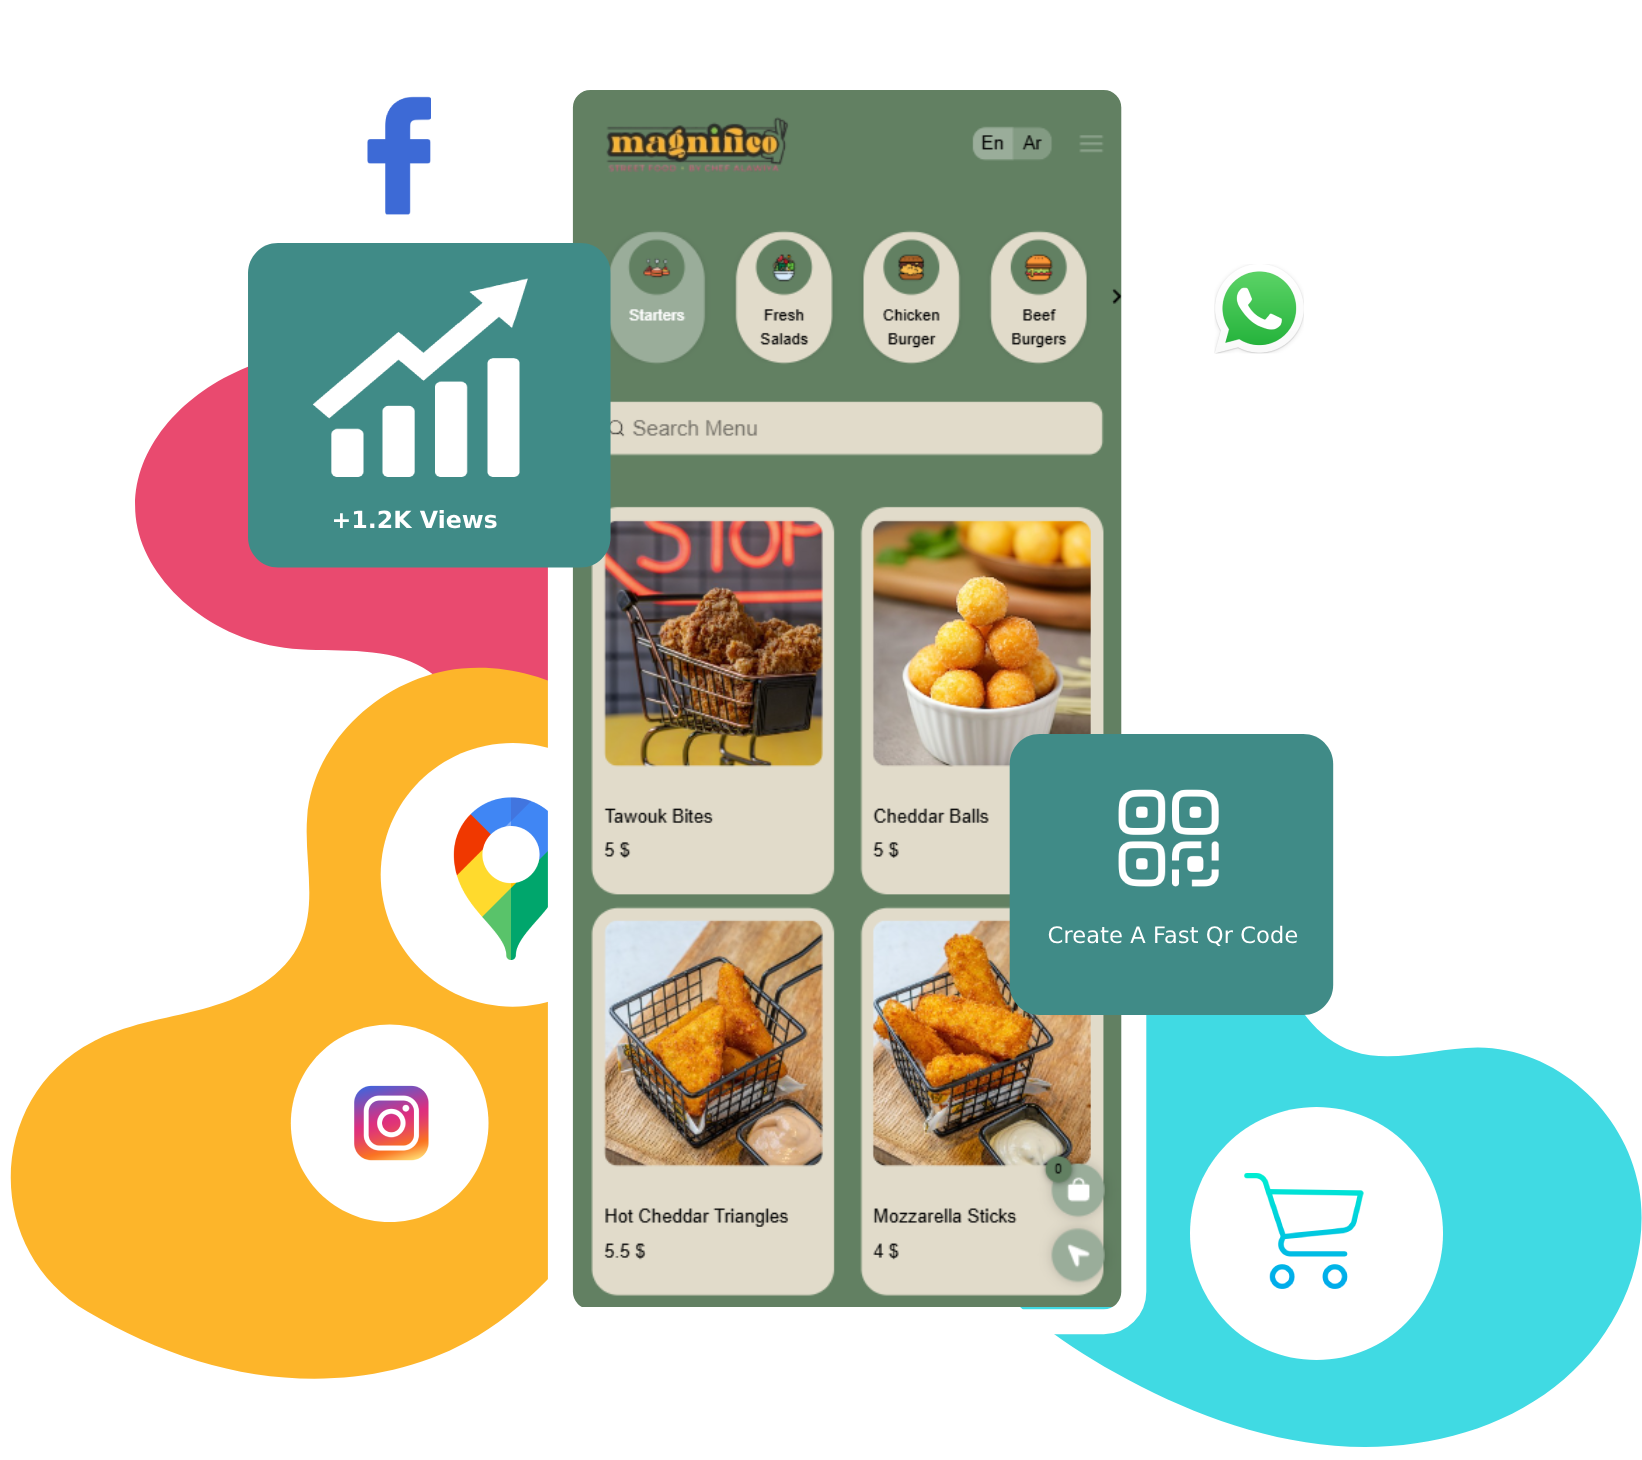 magnifico
En Ar
Starters
Fresh
Salads
Chicken
Burger
Beef
Burgers
Search Menu
+1.2K Views
STOP
Tawouk Bites
5 $
Cheddar Balls
5 $
Create A Fast Qr Code
Hot Cheddar Triangles
5.5 $
Mozzarella Sticks
4 $
0